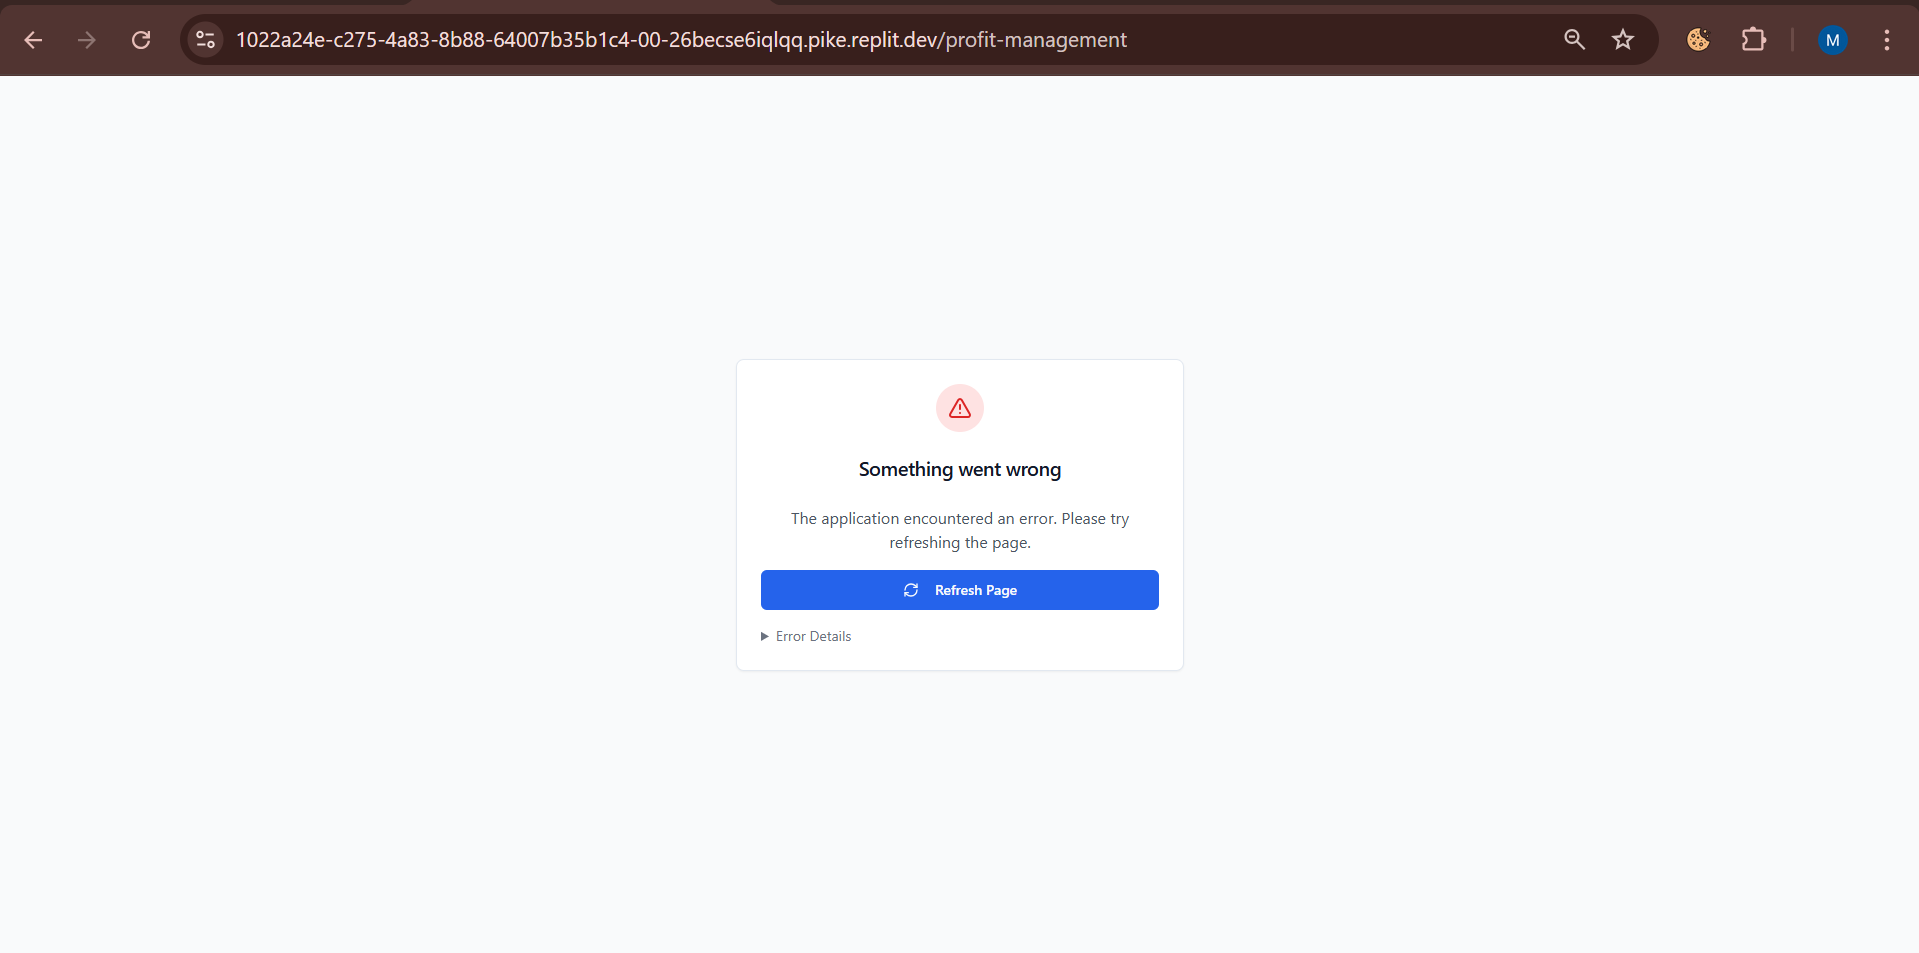 1022a24e-c275-4a83-8b88-64007b35b1c4-00-26becse6iqlqq.pike.replit.dev/profit-management
M
Something went wrong
The application encountered an error. Please try
refreshing the page.
Refresh Page
Error Details